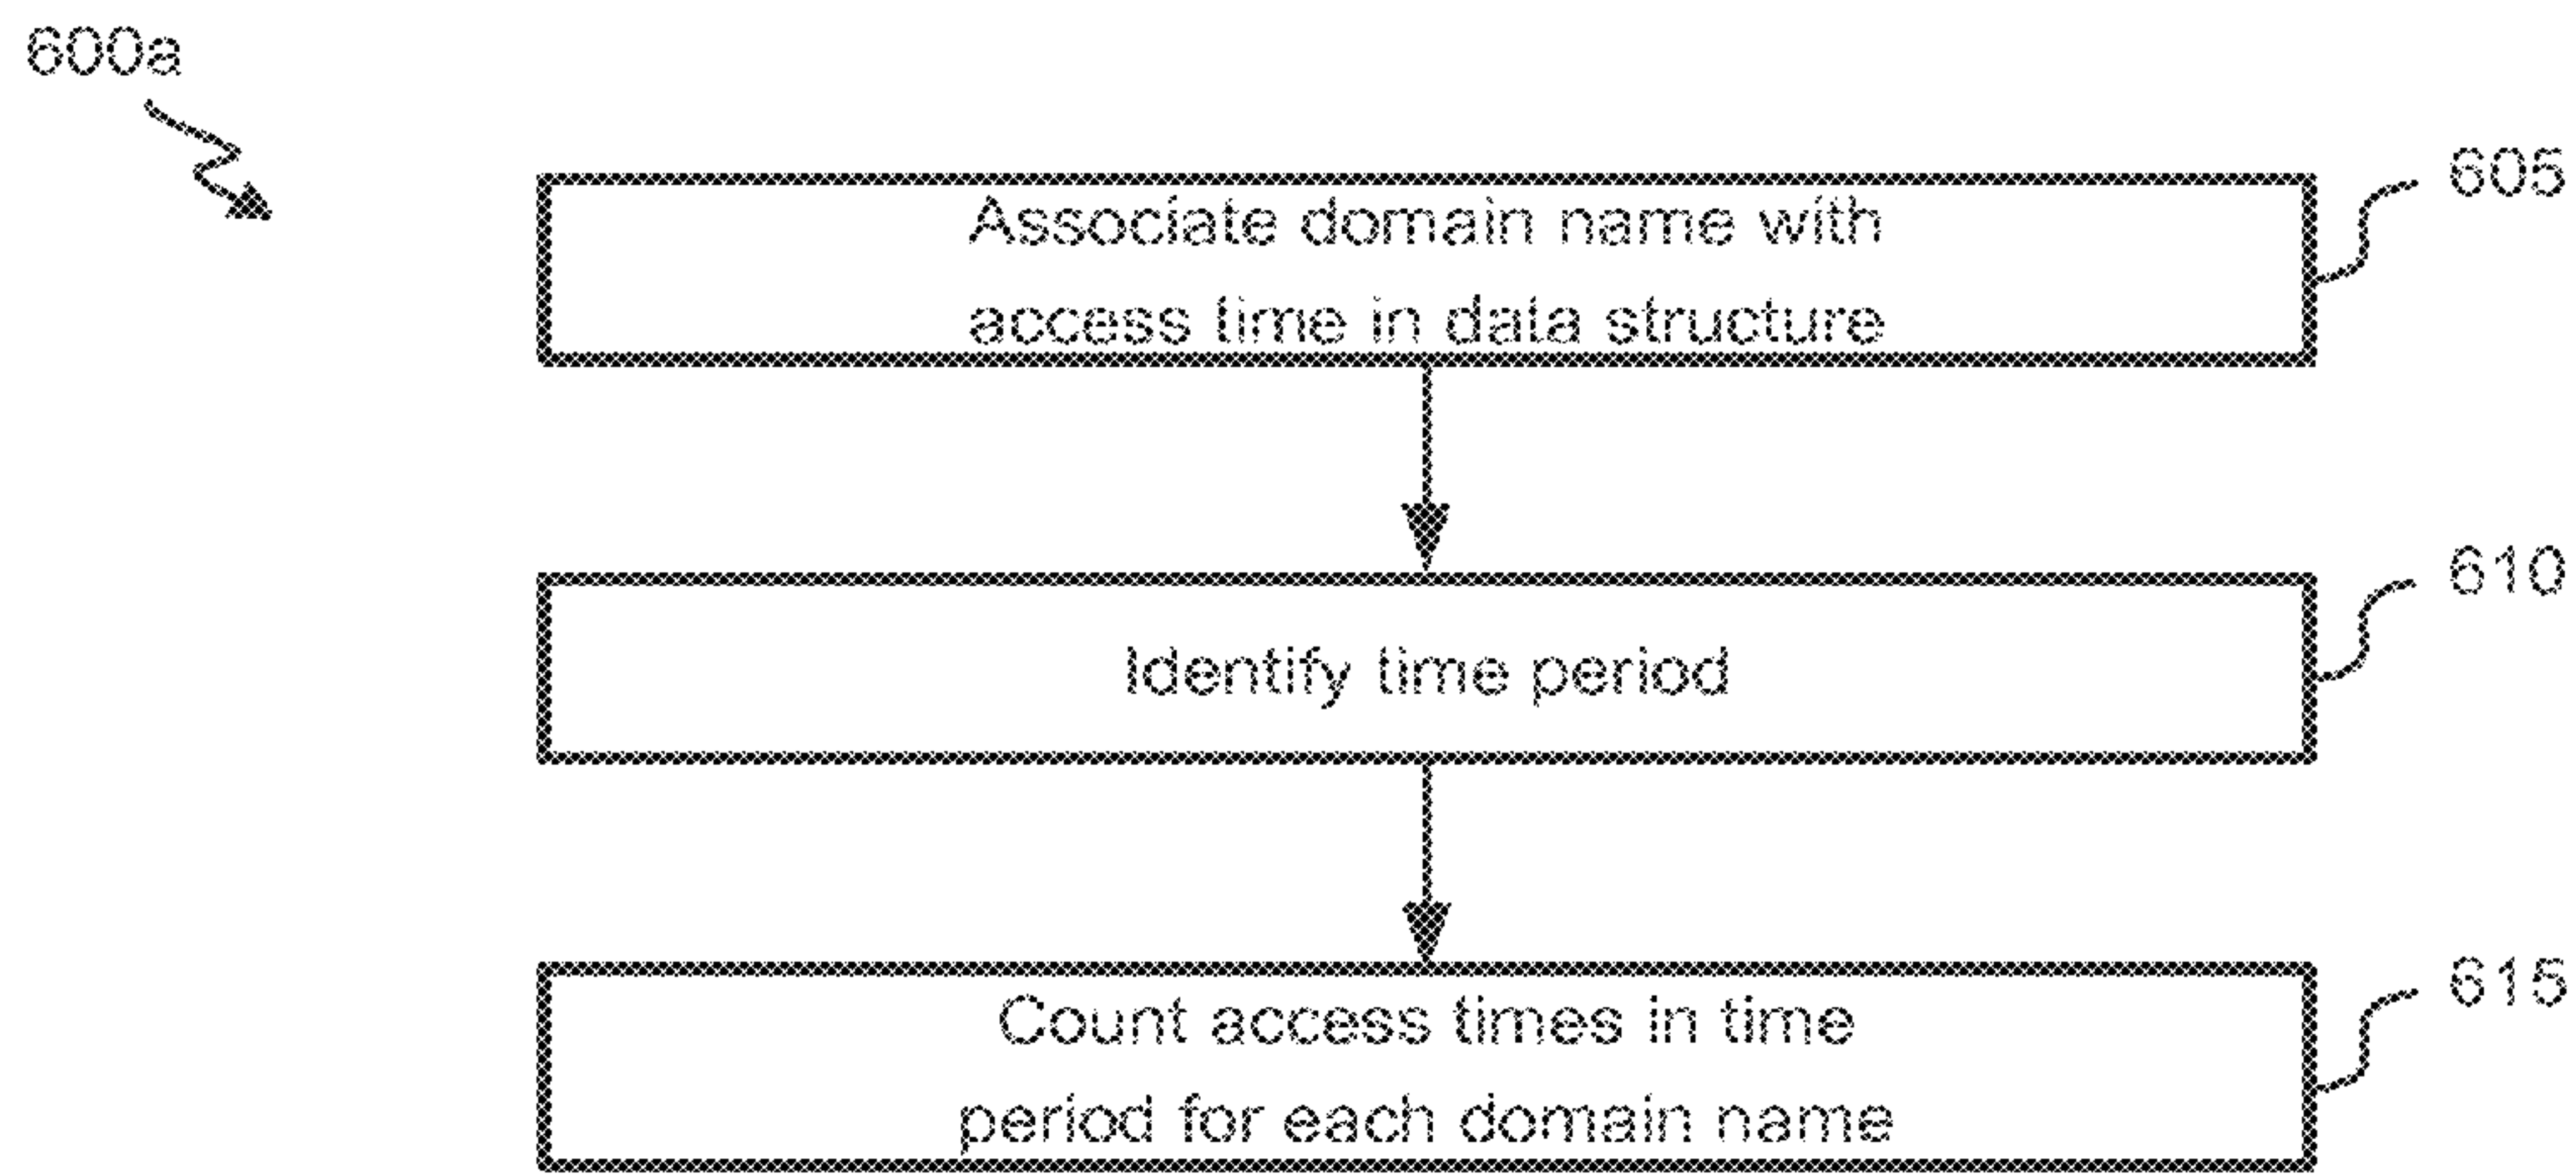 600a
605
Associate domain name with
access time in data structure
610
Identify time period
615
Count access times in time
period for each domain name